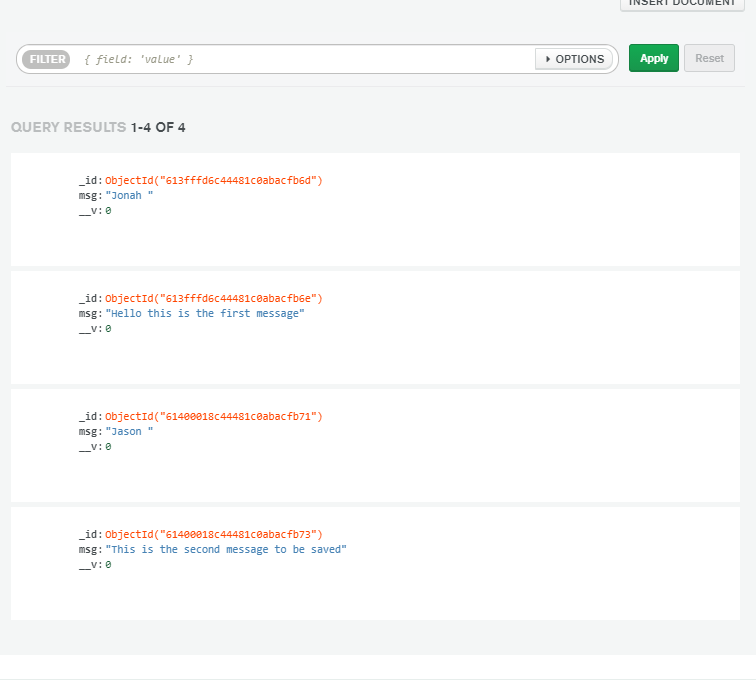 INSERT DOCUMENT
FILTER { field: 'value' } OPTIONS Apply Reset
QUERY RESULTS 1-4 OF 4
_id: ObjectId("613fffd6c44481c0abacfb6d")
msg: "Jonah "
__v: 0
_id: ObjectId("613fffd6c44481c0abacfb6e")
msg: "Hello this is the first message"
__v: 0
_id: ObjectId("61400018c44481c0abacfb71")
msg: "Jason "
__v: 0
_id: ObjectId("61400018c44481c0abacfb73")
msg: "This is the second message to be saved"
__v: 0